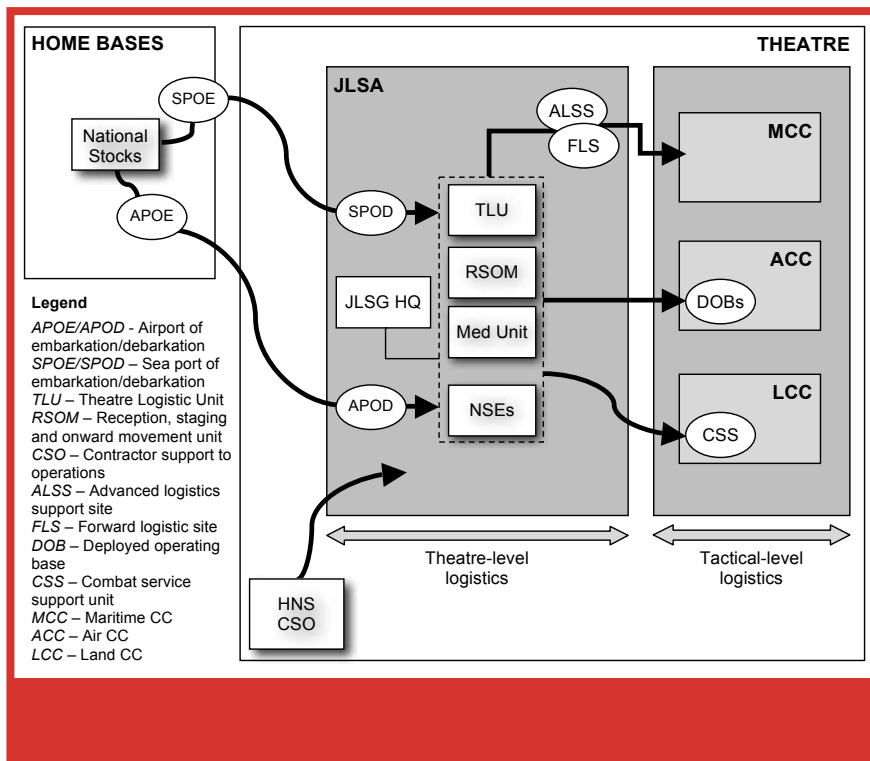 HOME BASES
SPOE
National
Stocks
APOE
THEATRE
JLSA
SPOD
JLSG HQ
APOD
TLU
RSOM
Med Unit
NSEs
ALSS
FLS
MCC
ACC
DOBs
LCC
CSS
HNS
CSO
Theatre-level
logistics
Tactical-level
logistics
Legend
APOE/APOD - Airport of
embarkation/debarkation
SPOE/SPOD – Sea port of
embarkation/debarkation
TLU – Theatre Logistic Unit
RSOM – Reception, staging
and onward movement unit
CSO – Contractor support to
operations
ALSS – Advanced logistics
support site
FLS – Forward logistic site
DOB – Deployed operating
base
CSS – Combat service
support unit
MCC – Maritime CC
ACC – Air CC
LCC – Land CC